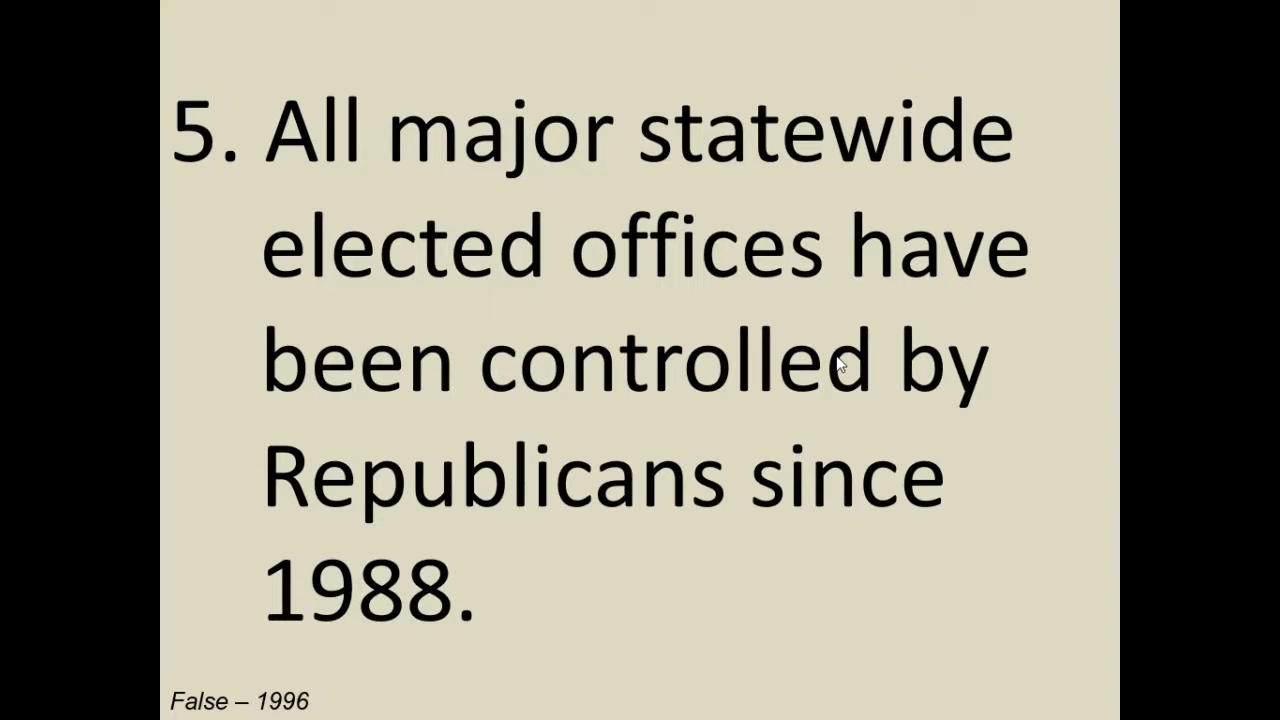 5. All major statewide
elected offices have
been controlled by
Republicans since
1988.
False – 1996